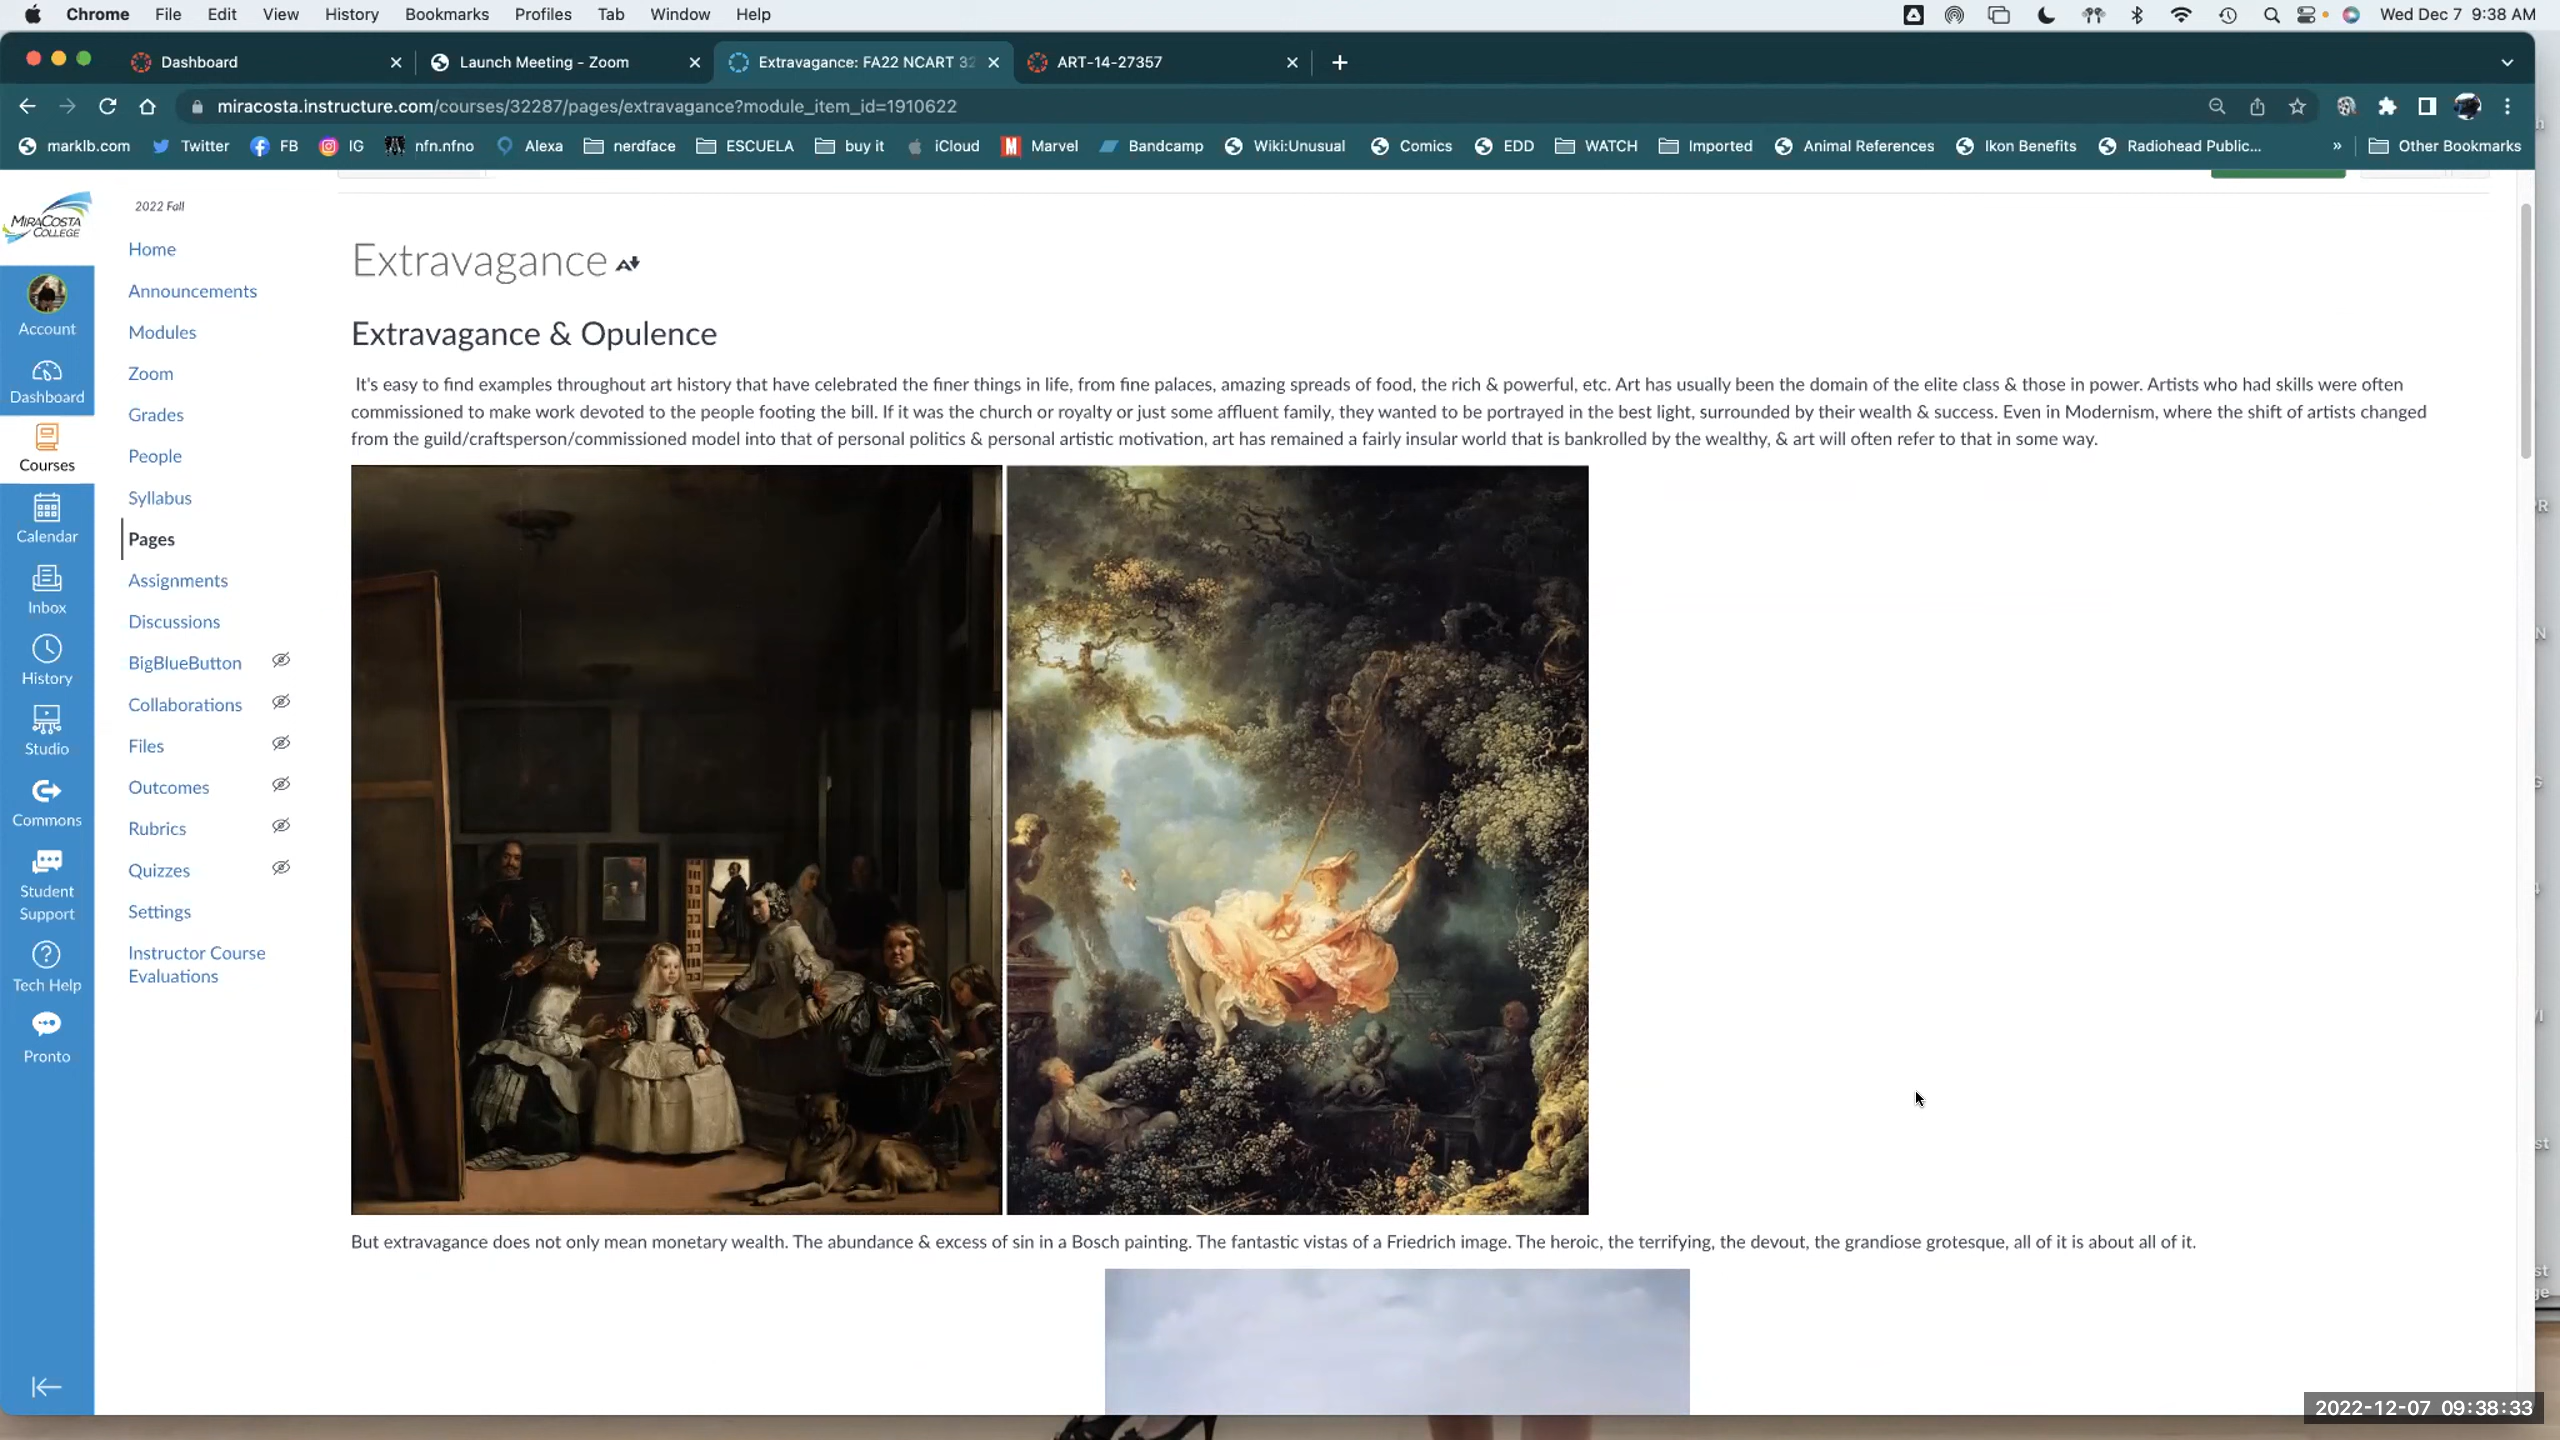 Chrome File Edit View History Bookmarks Profiles Tab Window Help Wed Dec 7 9:38 AM
Dashboard Launch Meeting - Zoom Extravagance: FA22 NCART 32 ART-14-27357
miracosta.instructure.com/courses/32287/pages/extravagance?module_item_id=1910622
marklb.com Twitter FB IG nfn.nfno Alexa nerdface ESCUELA buy it iCloud Marvel Bandcamp Wiki:Unusual Comics EDD WATCH Imported Animal References Ikon Benefits Radiohead Public... » Other Bookmarks
MIRACOSTA
COLLEGE
Account
Dashboard
Courses
Calendar
Inbox
History
Studio
Commons
Student
Support
Tech Help
Pronto
2022 Fall
Home
Announcements
Modules
Zoom
Grades
People
Syllabus
Pages
Assignments
Discussions
BigBlueButton
Collaborations
Files
Outcomes
Rubrics
Quizzes
Settings
Instructor Course
Evaluations
Extravagance
Extravagance & Opulence
It's easy to find examples throughout art history that have celebrated the finer things in life, from fine palaces, amazing spreads of food, the rich & powerful, etc. Art has usually been the domain of the elite class & those in power. Artists who had skills were often
commissioned to make work devoted to the people footing the bill. If it was the church or royalty or just some affluent family, they wanted to be portrayed in the best light, surrounded by their wealth & success. Even in Modernism, where the shift of artists changed
from the guild/craftsperson/commissioned model into that of personal politics & personal artistic motivation, art has remained a fairly insular world that is bankrolled by the wealthy, & art will often refer to that in some way.
But extravagance does not only mean monetary wealth. The abundance & excess of sin in a Bosch painting. The fantastic vistas of a Friedrich image. The heroic, the terrifying, the devout, the grandiose grotesque, all of it is about all of it.
2022-12-07 09:38:33